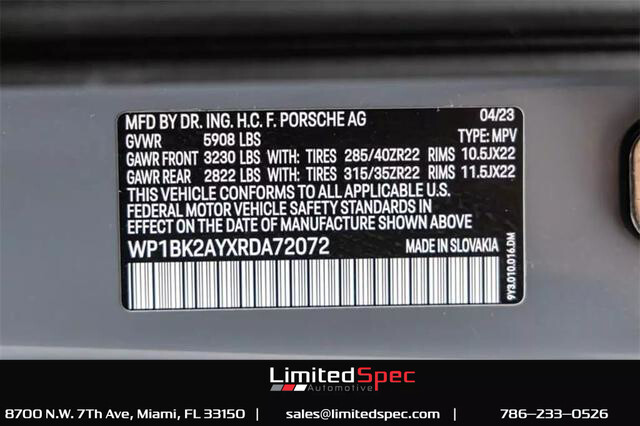 MFD BY DR. ING. H.C. F. PORSCHE AG 04/23
GVWR 5908 LBS TYPE: MPV
GAWR FRONT 3230 LBS WITH: TIRES 285/40ZR22 RIMS 10.5JX22
GAWR REAR 2822 LBS WITH: TIRES 315/35ZR22 RIMS 11.5JX22
THIS VEHICLE CONFORMS TO ALL APPLICABLE U.S.
FEDERAL MOTOR VEHICLE SAFETY STANDARDS IN
EFFECT ON THE DATE OF MANUFACTURE SHOWN ABOVE
WP1BK2AYXRDA72072 MADE IN SLOVAKIA
9Y3.010.016.DM
LimitedSpec
Automotive
8700 N.W. 7Th Ave, Miami, FL 33150 | sales@limitedspec.com | 786-233-0526